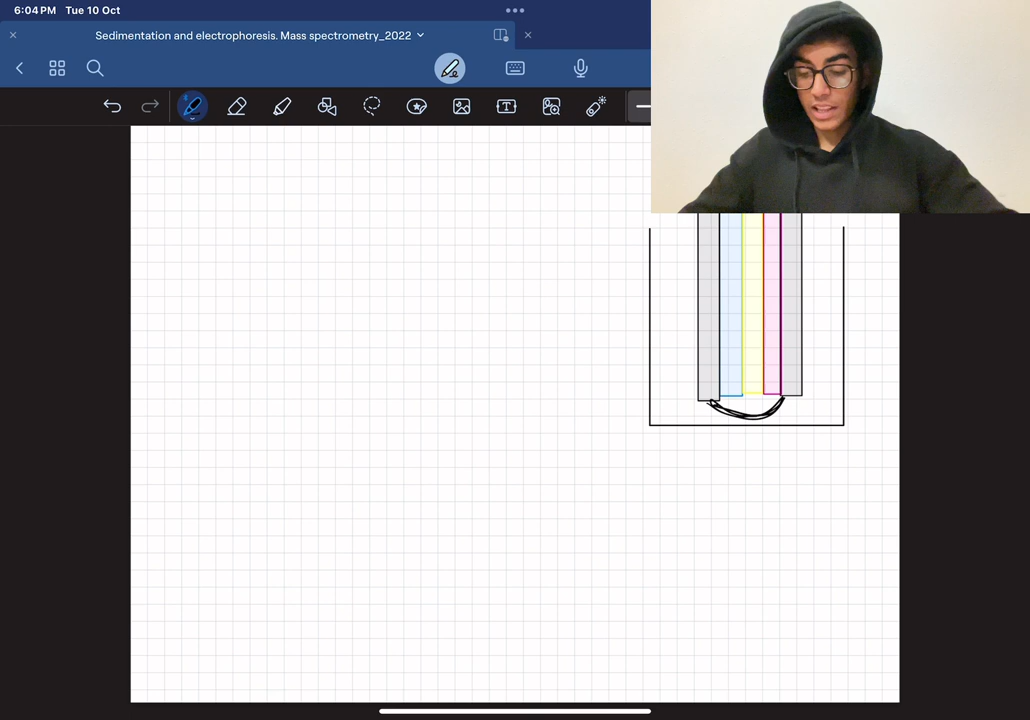 6:04 PM Tue 10 Oct
Sedimentation and electrophoresis. Mass spectrometry_2022
T